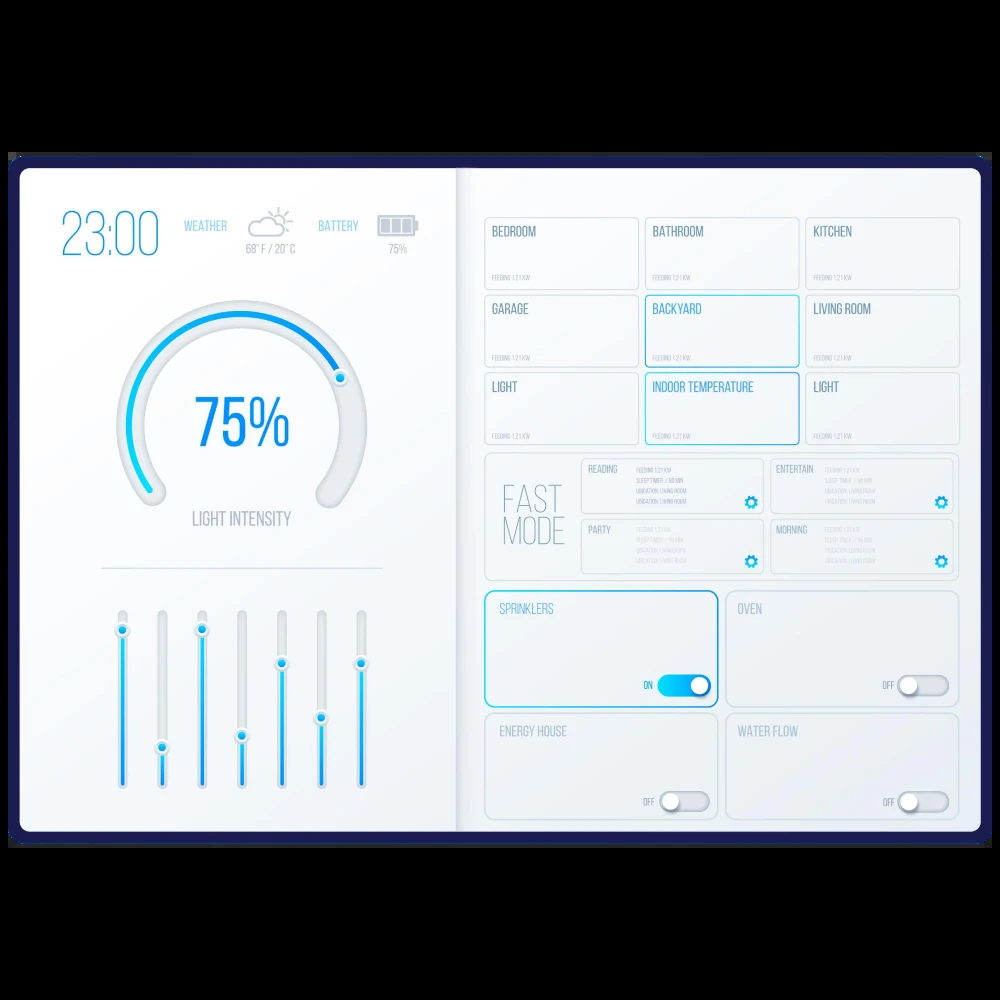 23:00
WEATHER
68° F / 20° C
BATTERY
75%
75%
LIGHT INTENSITY
BEDROOM
FEEDING 1.21 KW
BATHROOM
FEEDING 1.21 KW
KITCHEN
FEEDING 1.21 KW
GARAGE
FEEDING 1.21 KW
BACKYARD
FEEDING 1.21 KW
LIVING ROOM
FEEDING 1.21 KW
LIGHT
FEEDING 1.21 KW
INDOOR TEMPERATURE
FEEDING 1.21 KW
LIGHT
FEEDING 1.21 KW
FAST
MODE
READING
FEEDING 1.21 KW
SLEEP TIMER / 90 MIN
LOCATION: LIVING ROOM
LOCATION: LIVING ROOM
ENTERTAIN
FEEDING 1.21 KW
SLEEP TIMER / 90 MIN
LOCATION: LIVING ROOM
LOCATION: LIVING ROOM
PARTY
FEEDING 1.21 KW
SLEEP TIMER / 90 MIN
LOCATION: LIVING ROOM
LOCATION: LIVING ROOM
MORNING
FEEDING 1.21 KW
SLEEP TIMER / 90 MIN
LOCATION: LIVING ROOM
LOCATION: LIVING ROOM
SPRINKLERS
ON
OVEN
OFF
ENERGY HOUSE
OFF
WATER FLOW
OFF